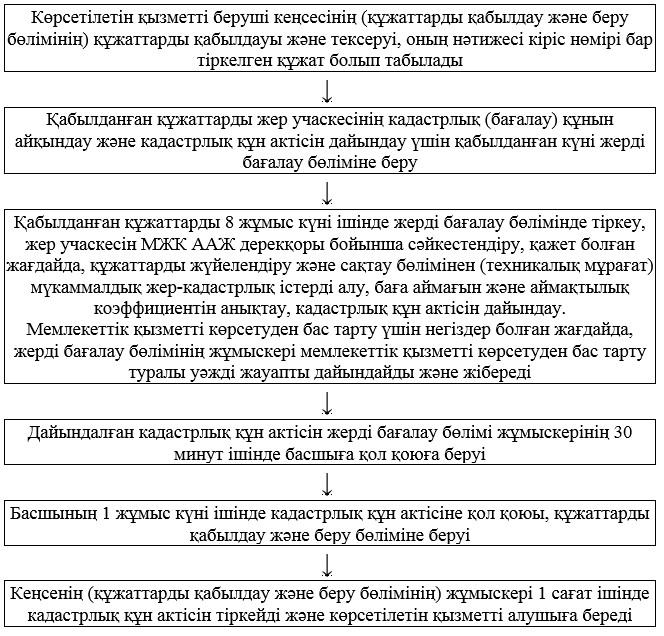 Көрсетілетін қызметті беруші кеңсесінің (құжаттарды қабылдау және беру
бөлімінің) құжаттарды қабылдауы және тексеруі, оның нәтижесі кіріс нөмірі бар
тіркелген құжат болып табылады
Қабылданған құжаттарды жер учаскесінің кадастрлық (бағалау) құнын
айқындау және кадастрлық құн актісін дайындау үшін қабылданған күні жерді
бағалау бөліміне беру
Қабылданған құжаттарды 8 жұмыс күні ішінде жерді бағалау бөлімінде тіркеу,
жер учаскесін МЖК ААЖ дерекқоры бойынша сәйкестендіру, қажет болған
жағдайда, құжаттарды жүйелендіру және сақтау бөлімінен (техникалық мұрағат)
мүкаммалдық жер-кадастрлық істерді алу, баға аймағын және аймақтылық
коэффициентін анықтау, кадастрлық құн актісін дайындау.
Мемлекеттік қызметті көрсетуден бас тарту үшін негіздер болған жағдайда,
жерді бағалау бөлімінің жұмыскері мемлекеттік қызметті көрсетуден бас тарту
туралы уәжді жауапты дайындайды және жібереді
Дайындалған кадастрлық құн актісін жерді бағалау бөлімі жұмыскерінің 30
минут ішінде басшыға қол қоюға беруі
Басшының 1 жұмыс күні ішінде кадастрлық құн актісіне қол қоюы, құжаттарды
қабылдау және беру бөліміне беруі
Кеңсенің (құжаттарды қабылдау және беру бөлімінің) жұмыскері 1 сағат ішінде
кадастрлық құн актісін тіркейді және көрсетілетін қызметті алушыға береді